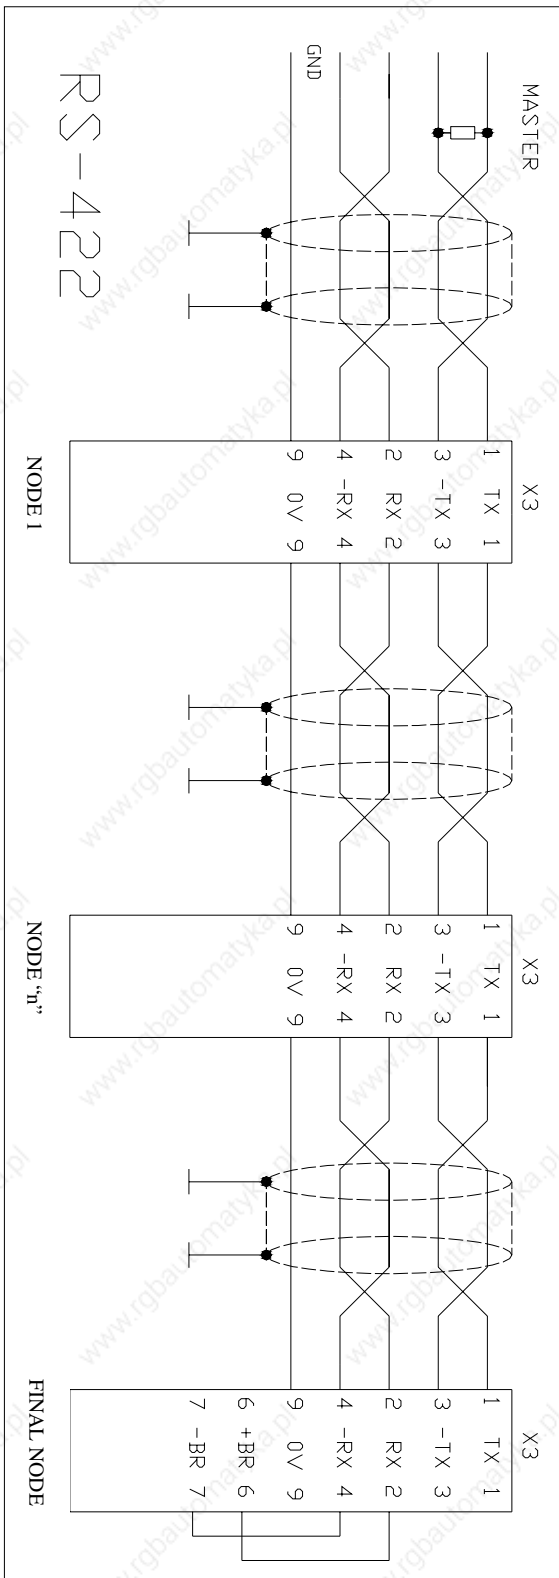 MASTER
GND
RS-422
X3
1 TX 1
3 -TX 3
2 RX 2
4 -RX 4
9 0V 9
NODE 1
X3
1 TX 1
3 -TX 3
2 RX 2
4 -RX 4
9 0V 9
NODE “n”
X3
1 TX 1
3 -TX 3
2 RX 2
4 -RX 4
9 0V 9
6 +BR 6
7 -BR 7
FINAL NODE
www.rgbautomatyka.pl